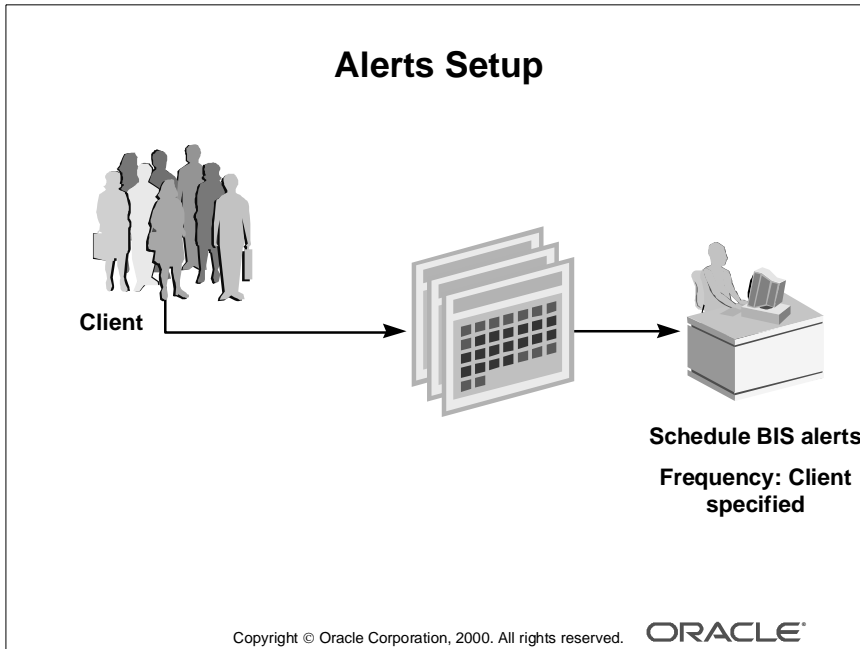 Alerts Setup
Client
Schedule BIS alerts
Frequency: Client
specified
Copyright © Oracle Corporation, 2000. All rights reserved.
ORACLE®